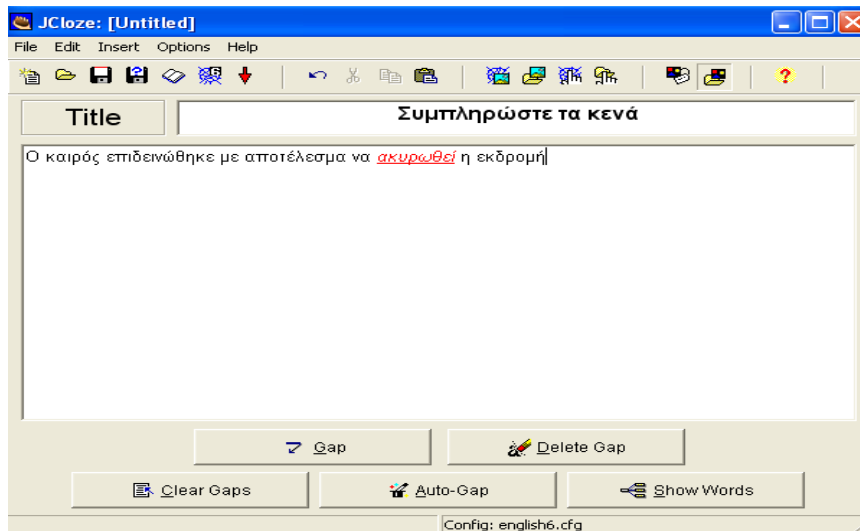 JCloze: [Untitled]
File Edit Insert Options Help
Title
Συμπληρώστε τα κενά
Ο καιρός επιδεινώθηκε με αποτέλεσμα να ακυρωθεί η εκδρομή
Gap
Delete Gap
Clear Gaps
Auto-Gap
Show Words
Config: english6.cfg